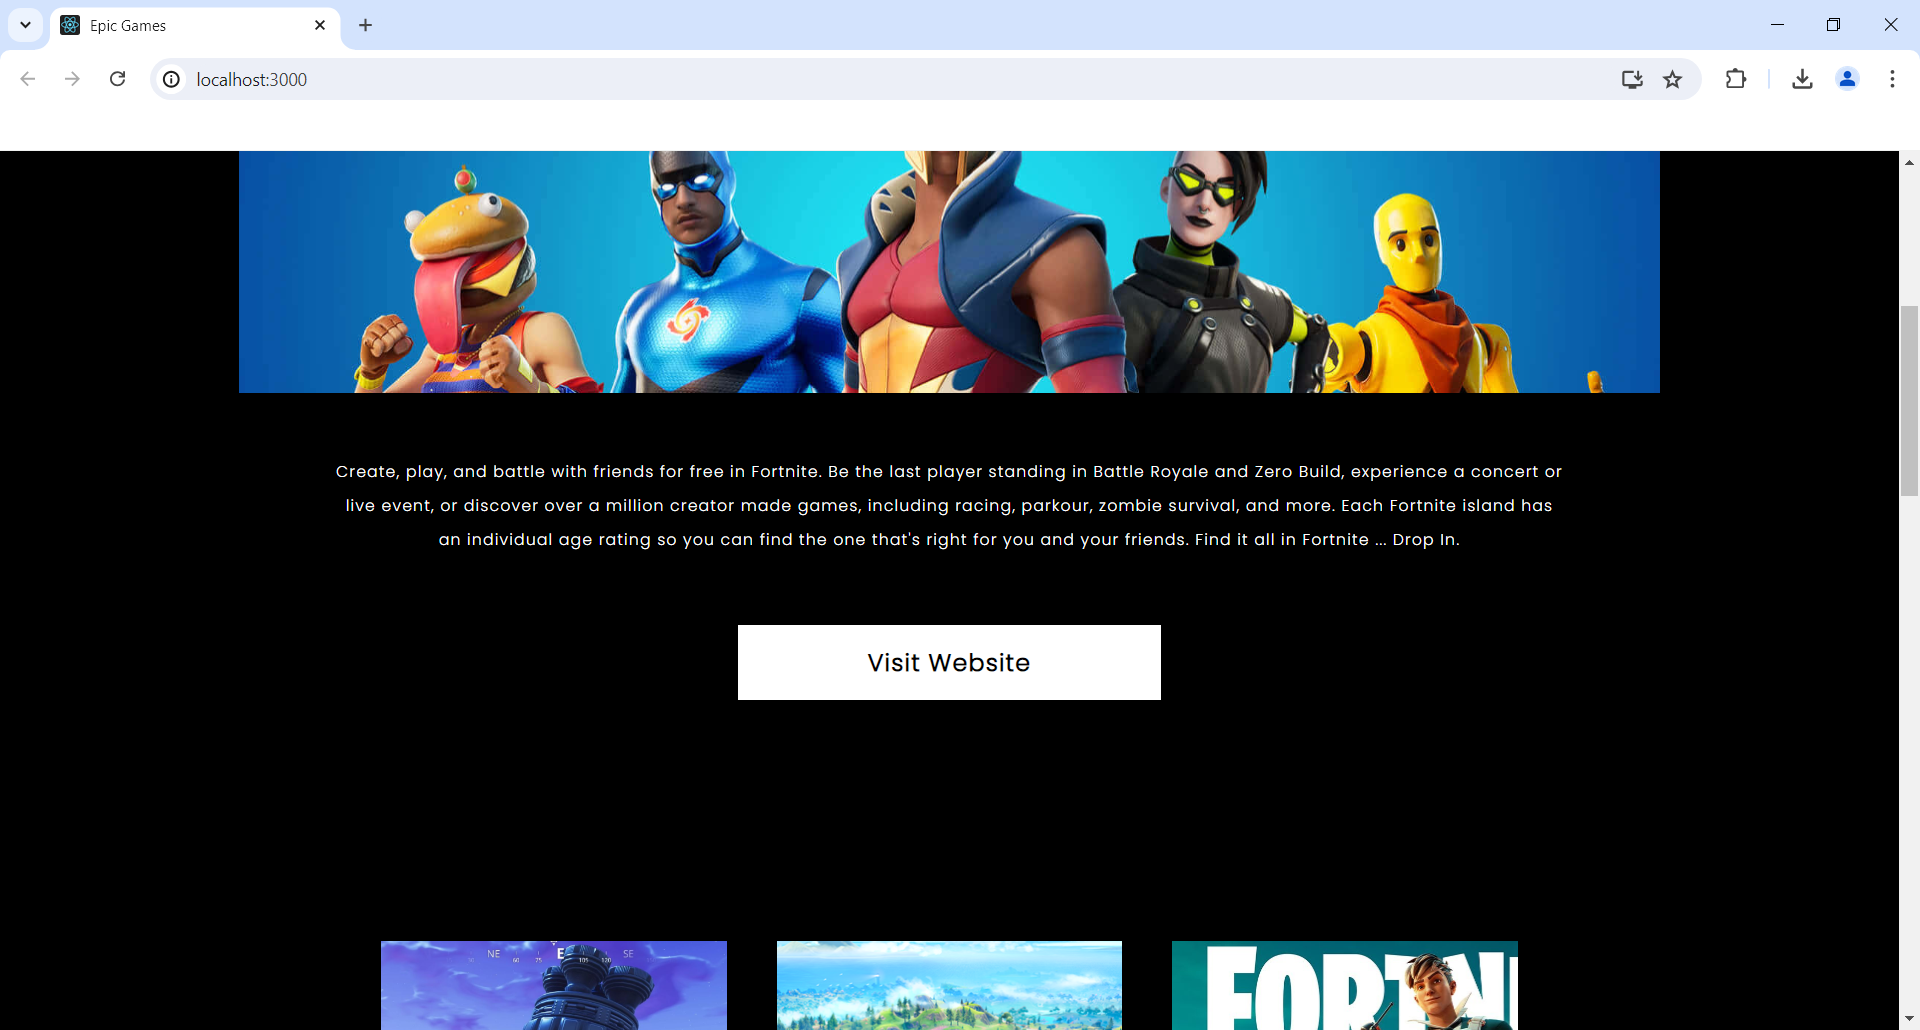 Epic Games
localhost:3000
Create, play, and battle with friends for free in Fortnite. Be the last player standing in Battle Royale and Zero Build, experience a concert or
live event, or discover over a million creator made games, including racing, parkour, zombie survival, and more. Each Fortnite island has
an individual age rating so you can find the one that's right for you and your friends. Find it all in Fortnite ... Drop In.
Visit Website
NE E SE
60 75 105 120
FORTN